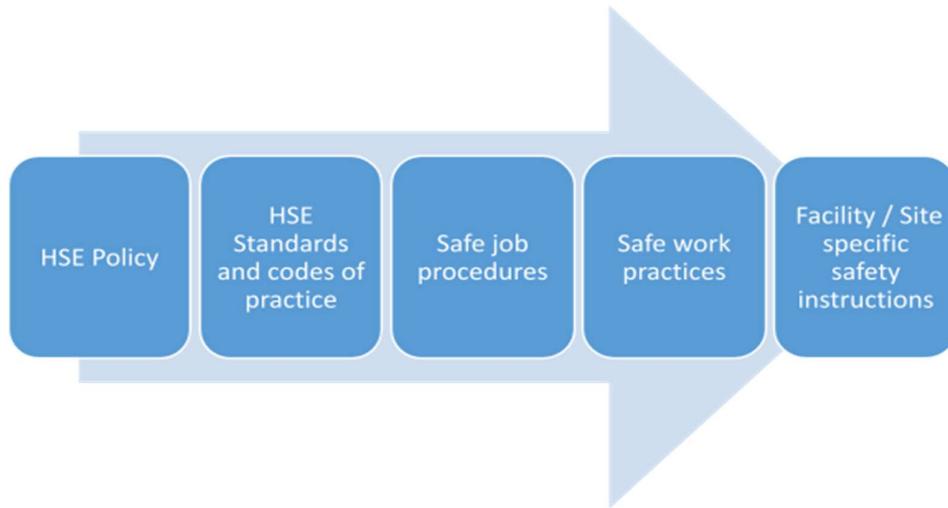 HSE Policy
HSE
Standards
and codes of
practice
Safe job
procedures
Safe work
practices
Facility / Site
specific
safety
instructions